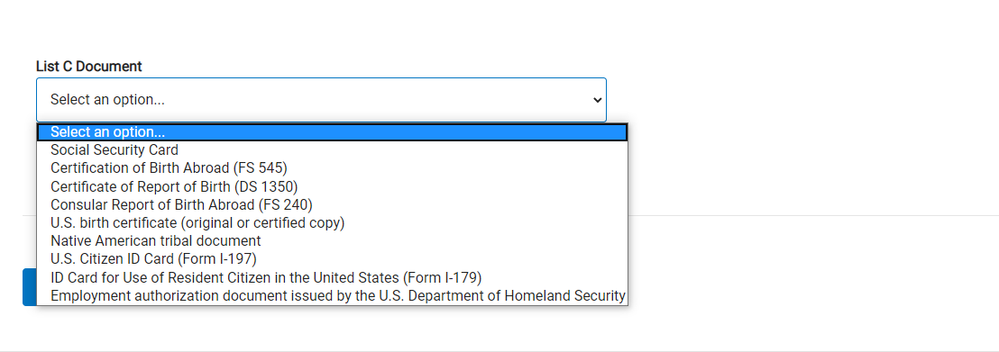 List C Document
Select an option...
Select an option...
Social Security Card
Certification of Birth Abroad (FS 545)
Certificate of Report of Birth (DS 1350)
Consular Report of Birth Abroad (FS 240)
U.S. birth certificate (original or certified copy)
Native American tribal document
U.S. Citizen ID Card (Form I-197)
ID Card for Use of Resident Citizen in the United States (Form I-179)
Employment authorization document issued by the U.S. Department of Homeland Security